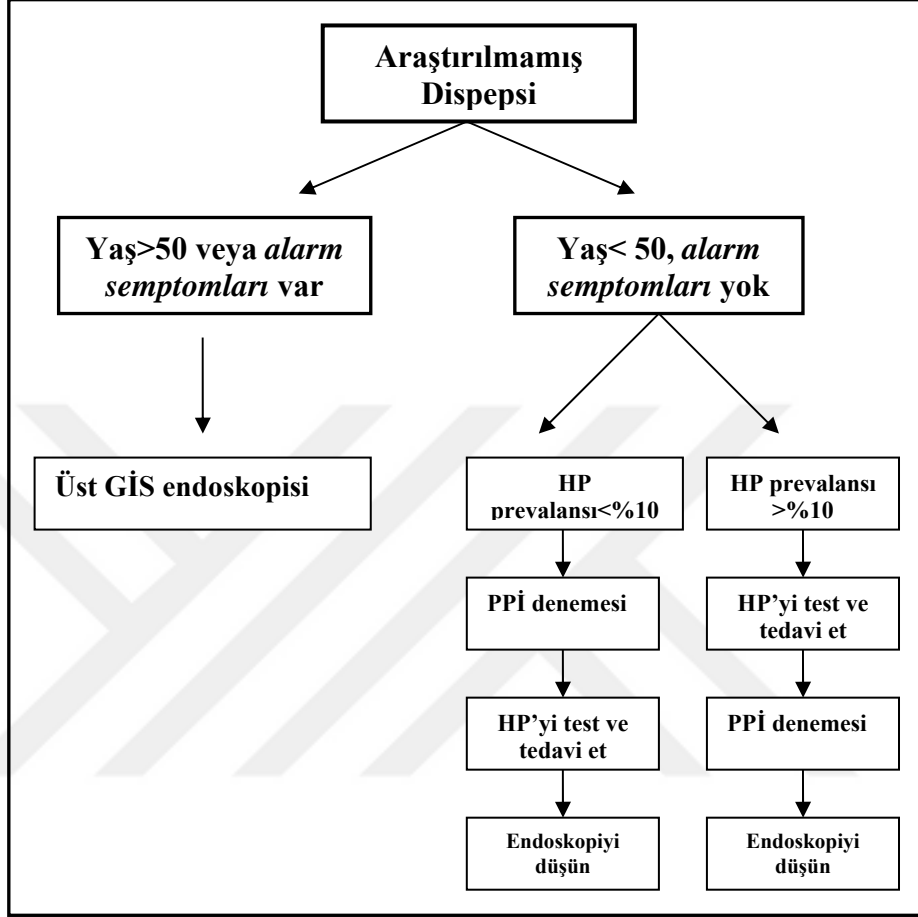 Araştırılmamış
Dispepsi
Yaş>50 veya alarm
semptomları var
Yaş< 50, alarm
semptomları yok
Üst GİS endoskopisi
HP
prevalansı<%10
HP prevalansı
>%10
PPİ denemesi
HP’yi test ve
tedavi et
HP’yi test ve
tedavi et
PPİ denemesi
Endoskopiyi
düşün
Endoskopiyi
düşün